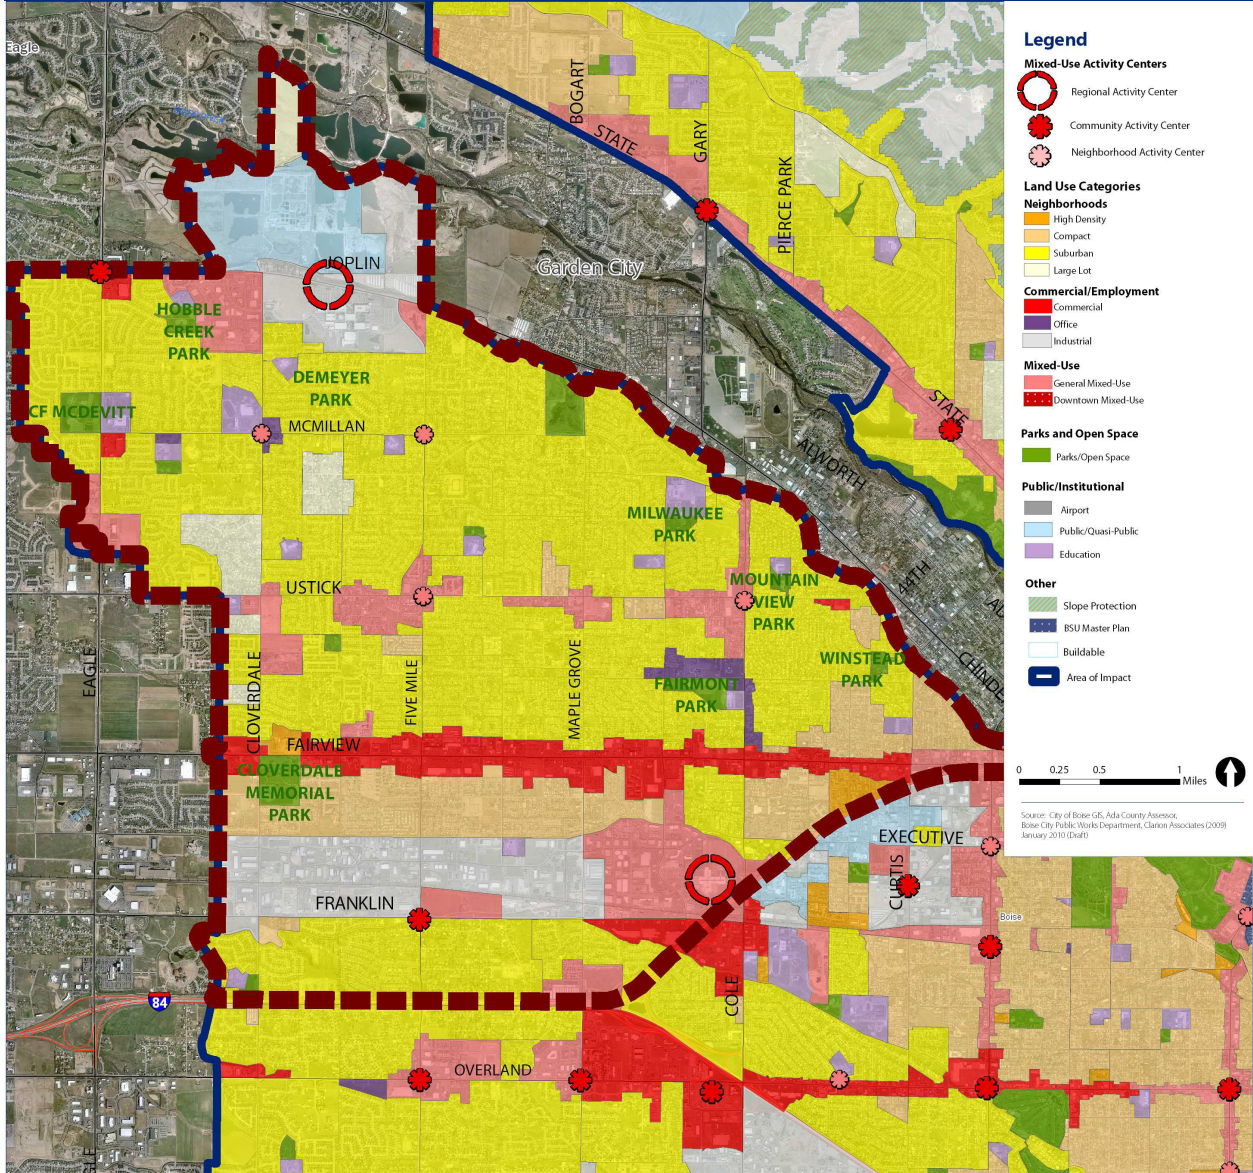 Eagle
BOGART
STATE
GARY
PIERCE PARK
JOPLIN
Garden City
HOBBLE
CREEK
PARK
DEMEYER
PARK
CF MCDEVITT
MCMILLAN
STATE
ALWORTH
MILWAUKEE
PARK
44TH
USTICK
MOUNTAIN
VIEW
PARK
EAGLE
CLOVERDALE
FIVE MILE
MAPLE GROVE
WINSTEAD
PARK
FAIRMONT
PARK
CHINDE
FAIRVIEW
CLOVERDALE
MEMORIAL
PARK
EXECUTIVE
CURTIS
FRANKLIN
Boise
84
COLE
OVERLAND
Legend
Mixed-Use Activity Centers
Regional Activity Center
Community Activity Center
Neighborhood Activity Center
Land Use Categories
Neighborhoods
High Density
Compact
Suburban
Large Lot
Commercial/Employment
Commercial
Office
Industrial
Mixed-Use
General Mixed-Use
Downtown Mixed-Use
Parks and Open Space
Parks/Open Space
Public/Institutional
Airport
Public/Quasi-Public
Education
Other
Slope Protection
BSU Master Plan
Buildable
Area of Impact
0 0.25 0.5 1
Miles
Source: City of Boise GIS, Ada County Assessor,
Boise City Public Works Department, Clarion Associates (2009)
January 2010 (Draft)